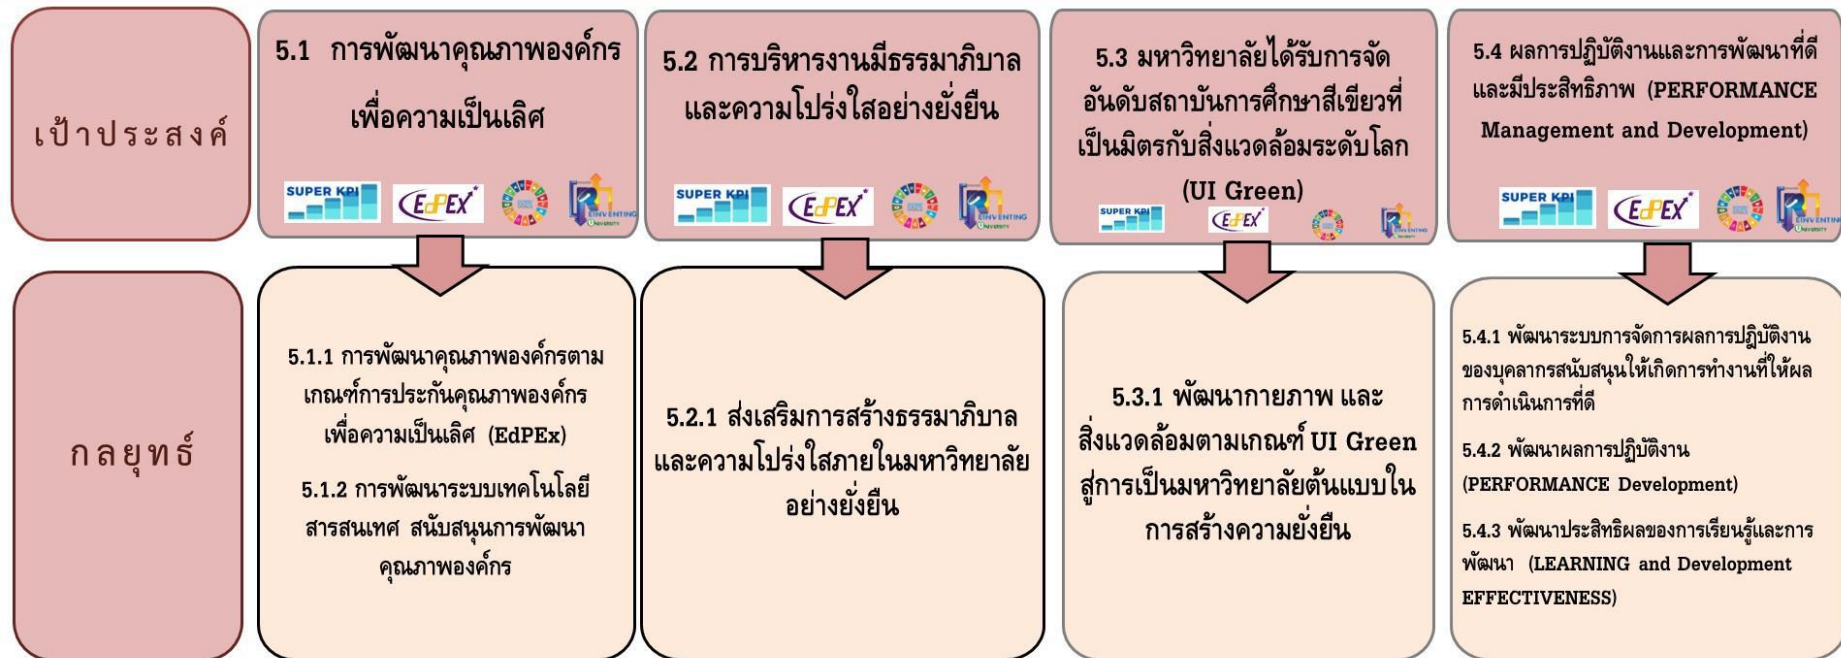 เป้าประสงค์
5.1 การพัฒนาคุณภาพองค์กร
เพื่อความเป็นเลิศ
SUPER KPI
EdPEX
REINVENTING
UNIVERSITY
5.2 การบริหารงานมีธรรมาภิบาล
และความโปร่งใสอย่างยั่งยืน
SUPER KPI
EdPEX
REINVENTING
UNIVERSITY
5.3 มหาวิทยาลัยได้รับการจัด
อันดับสถาบันการศึกษาสีเขียวที่
เป็นมิตรกับสิ่งแวดล้อมระดับโลก
(UI Green)
SUPER KPI
EdPEX
REINVENTING
UNIVERSITY
5.4 ผลการปฏิบัติงานและการพัฒนาที่ดี
และมีประสิทธิภาพ (PERFORMANCE
Management and Development)
SUPER KPI
EdPEX
REINVENTING
UNIVERSITY
กลยุทธ์
5.1.1 การพัฒนาคุณภาพองค์กรตาม
เกณฑ์การประกันคุณภาพองค์กร
เพื่อความเป็นเลิศ (EdPEx)
5.1.2 การพัฒนาระบบเทคโนโลยี
สารสนเทศ สนับสนุนการพัฒนา
คุณภาพองค์กร
5.2.1 ส่งเสริมการสร้างธรรมาภิบาล
และความโปร่งใสภายในมหาวิทยาลัย
อย่างยั่งยืน
5.3.1 พัฒนากายภาพ และ
สิ่งแวดล้อมตามเกณฑ์ UI Green
สู่การเป็นมหาวิทยาลัยต้นแบบใน
การสร้างความยั่งยืน
5.4.1 พัฒนาระบบการจัดการผลการปฎิบัติงาน
ของบุคลากรสนับสนุนให้เกิดการทำงานที่ให้ผล
การดำเนินการที่ดี
5.4.2 พัฒนาผลการปฏิบัติงาน
(PERFORMANCE Development)
5.4.3 พัฒนาประสิทธิผลของการเรียนรู้และการ
พัฒนา (LEARNING and Development
EFFECTIVENESS)